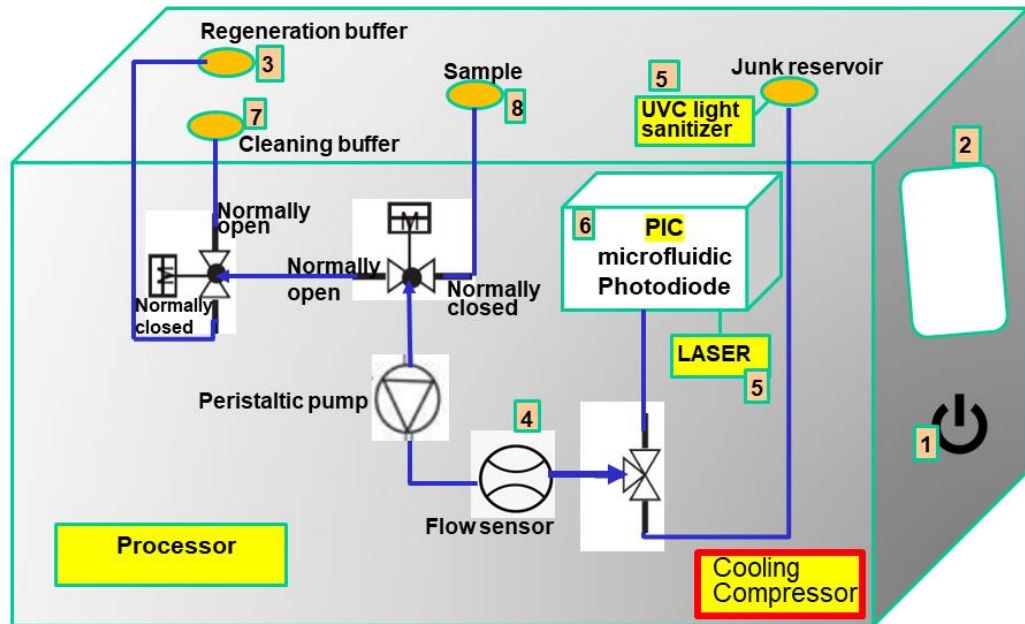 Regeneration buffer
3
Sample
8
5
Junk reservoir
UVC light
sanitizer
7
Cleaning buffer
2
Normally
open
M
6
PIC
microfluidic
Photodiode
M
Normally
open
Normally
closed
Normally
closed
LASER
5
Peristaltic pump
4
1
Flow sensor
Processor
Cooling
Compressor